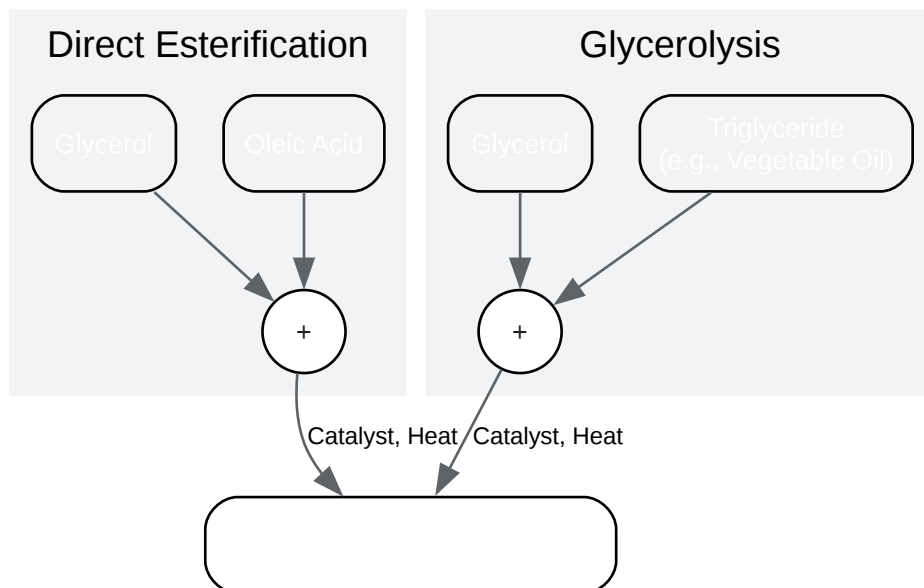 Direct Esterification
Glycerolysis
Glycerol
Oleic Acid
Glycerol
Triglyceride
(e.g., Vegetable Oil)
+
+
Catalyst, Heat
Catalyst, Heat